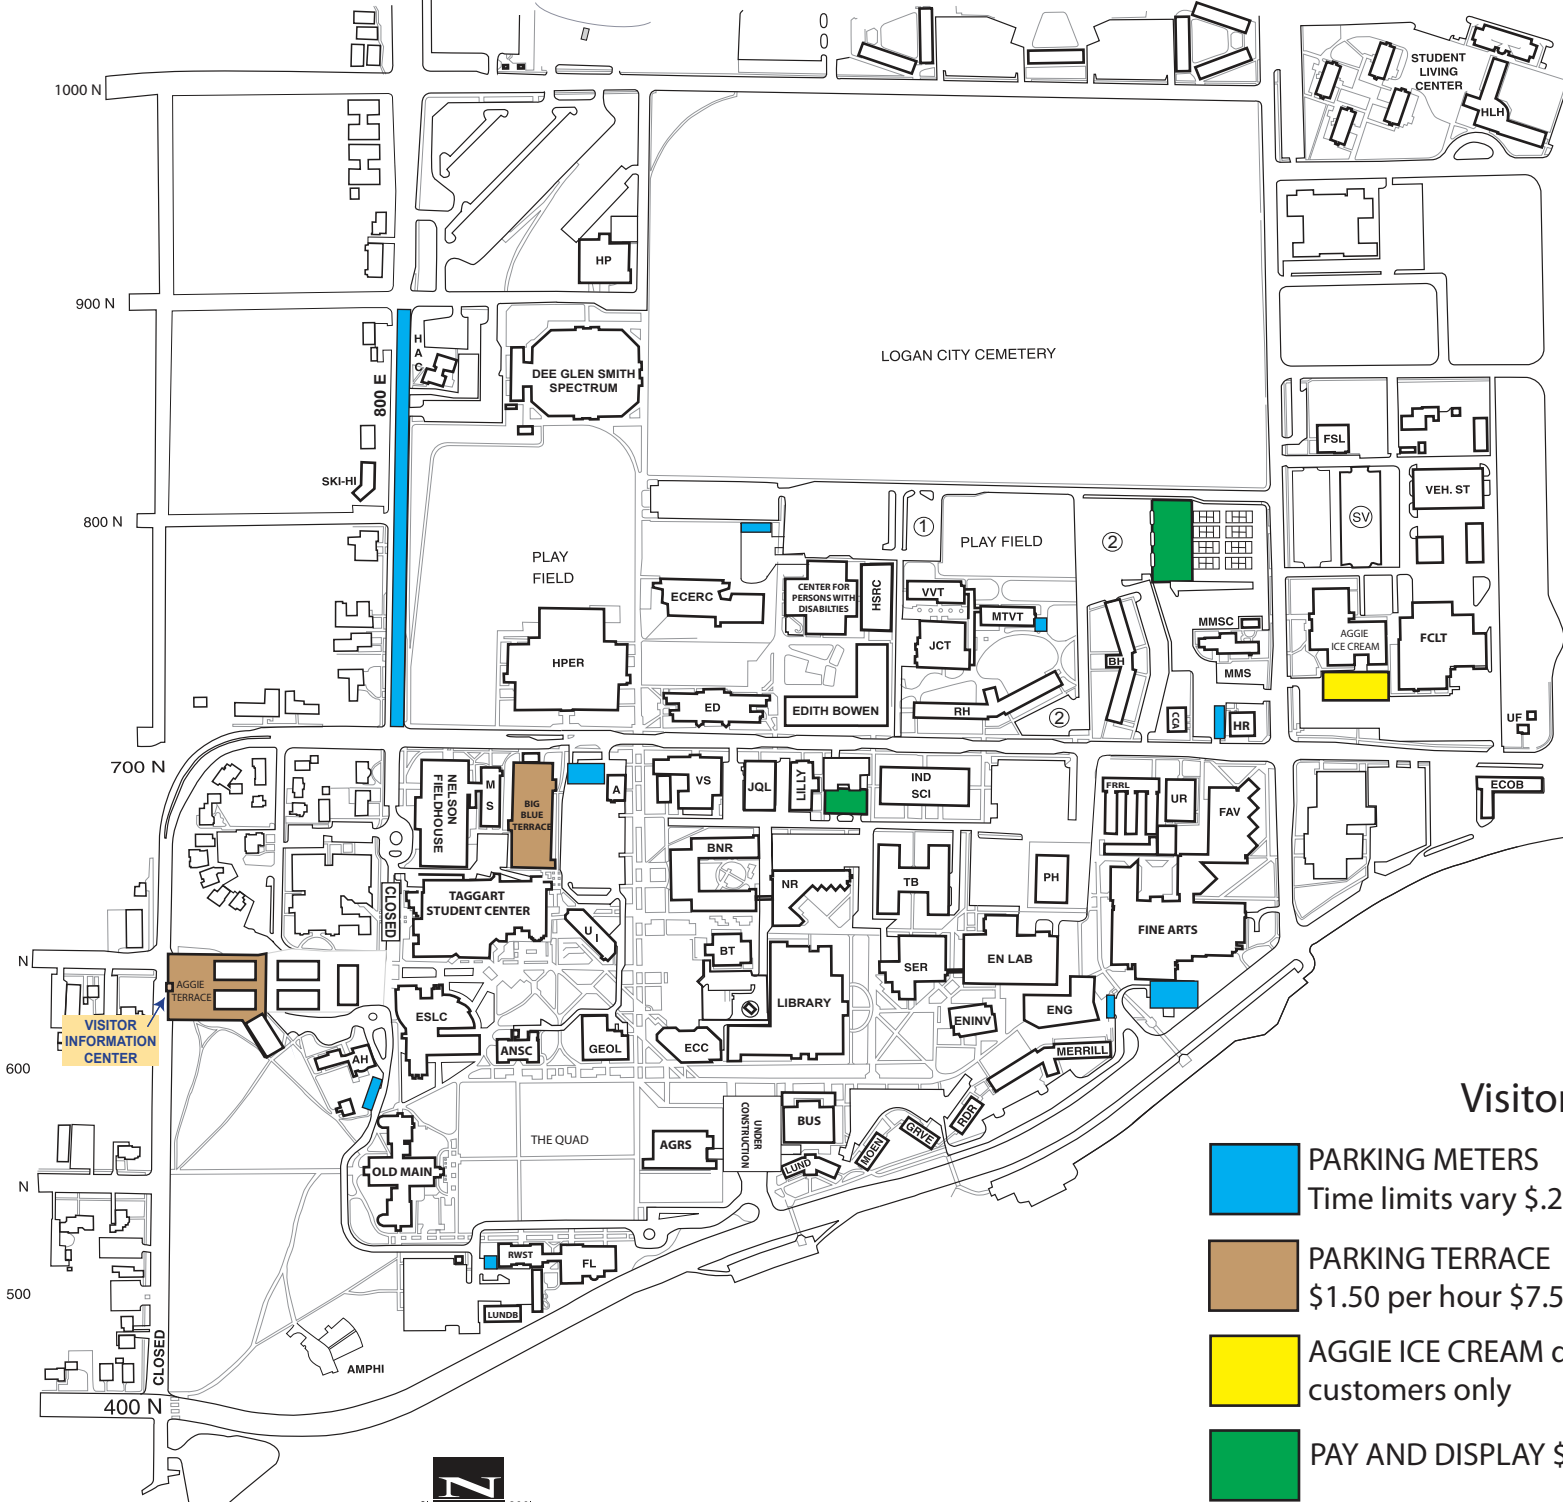 1000 N
STUDENT
LIVING
CENTER
HLH
HP
900 N
H
A
C
DEE GLEN SMITH
SPECTRUM
LOGAN CITY CEMETERY
800 E
FSL
SKI-HI
VEH. ST
SV
800 N
1
PLAY FIELD
2
PLAY
FIELD
ECERC
CENTER FOR
PERSONS WITH
DISABILTIES
HSRC
VVT
MTVT
JCT
MMSC
AGGIE
ICE CREAM
FCLT
HPER
BH
MMS
ED
EDITH BOWEN
RH
2
CCA
HR
UF
700 N
NELSON
FIELDHOUSE
M
S
BIG
BLUE
TERRACE
A
VS
JQL
LILLY
IND
SCI
FRRL
UR
FAV
ECOB
BNR
NR
TB
PH
CLOSED
TAGGART
STUDENT CENTER
U I
FINE ARTS
BT
SER
EN LAB
N
AGGIE
TERRACE
VISITOR
INFORMATION
CENTER
ESLC
LIBRARY
ENG
ENINV
ANSC
GEOL
ECC
MERRILL
AH
600
Visitor
UNDER
CONSTRUCTION
BUS
RDR
GRVE
MOEN
THE QUAD
AGRS
LUND
OLD MAIN
N
PARKING METERS
Time limits vary $.2
RWST
FL
PARKING TERRACE
$1.50 per hour $7.5
500
LUNDB
CLOSED
AMPHI
AGGIE ICE CREAM
customers only
400 N
PAY AND DISPLAY $
N